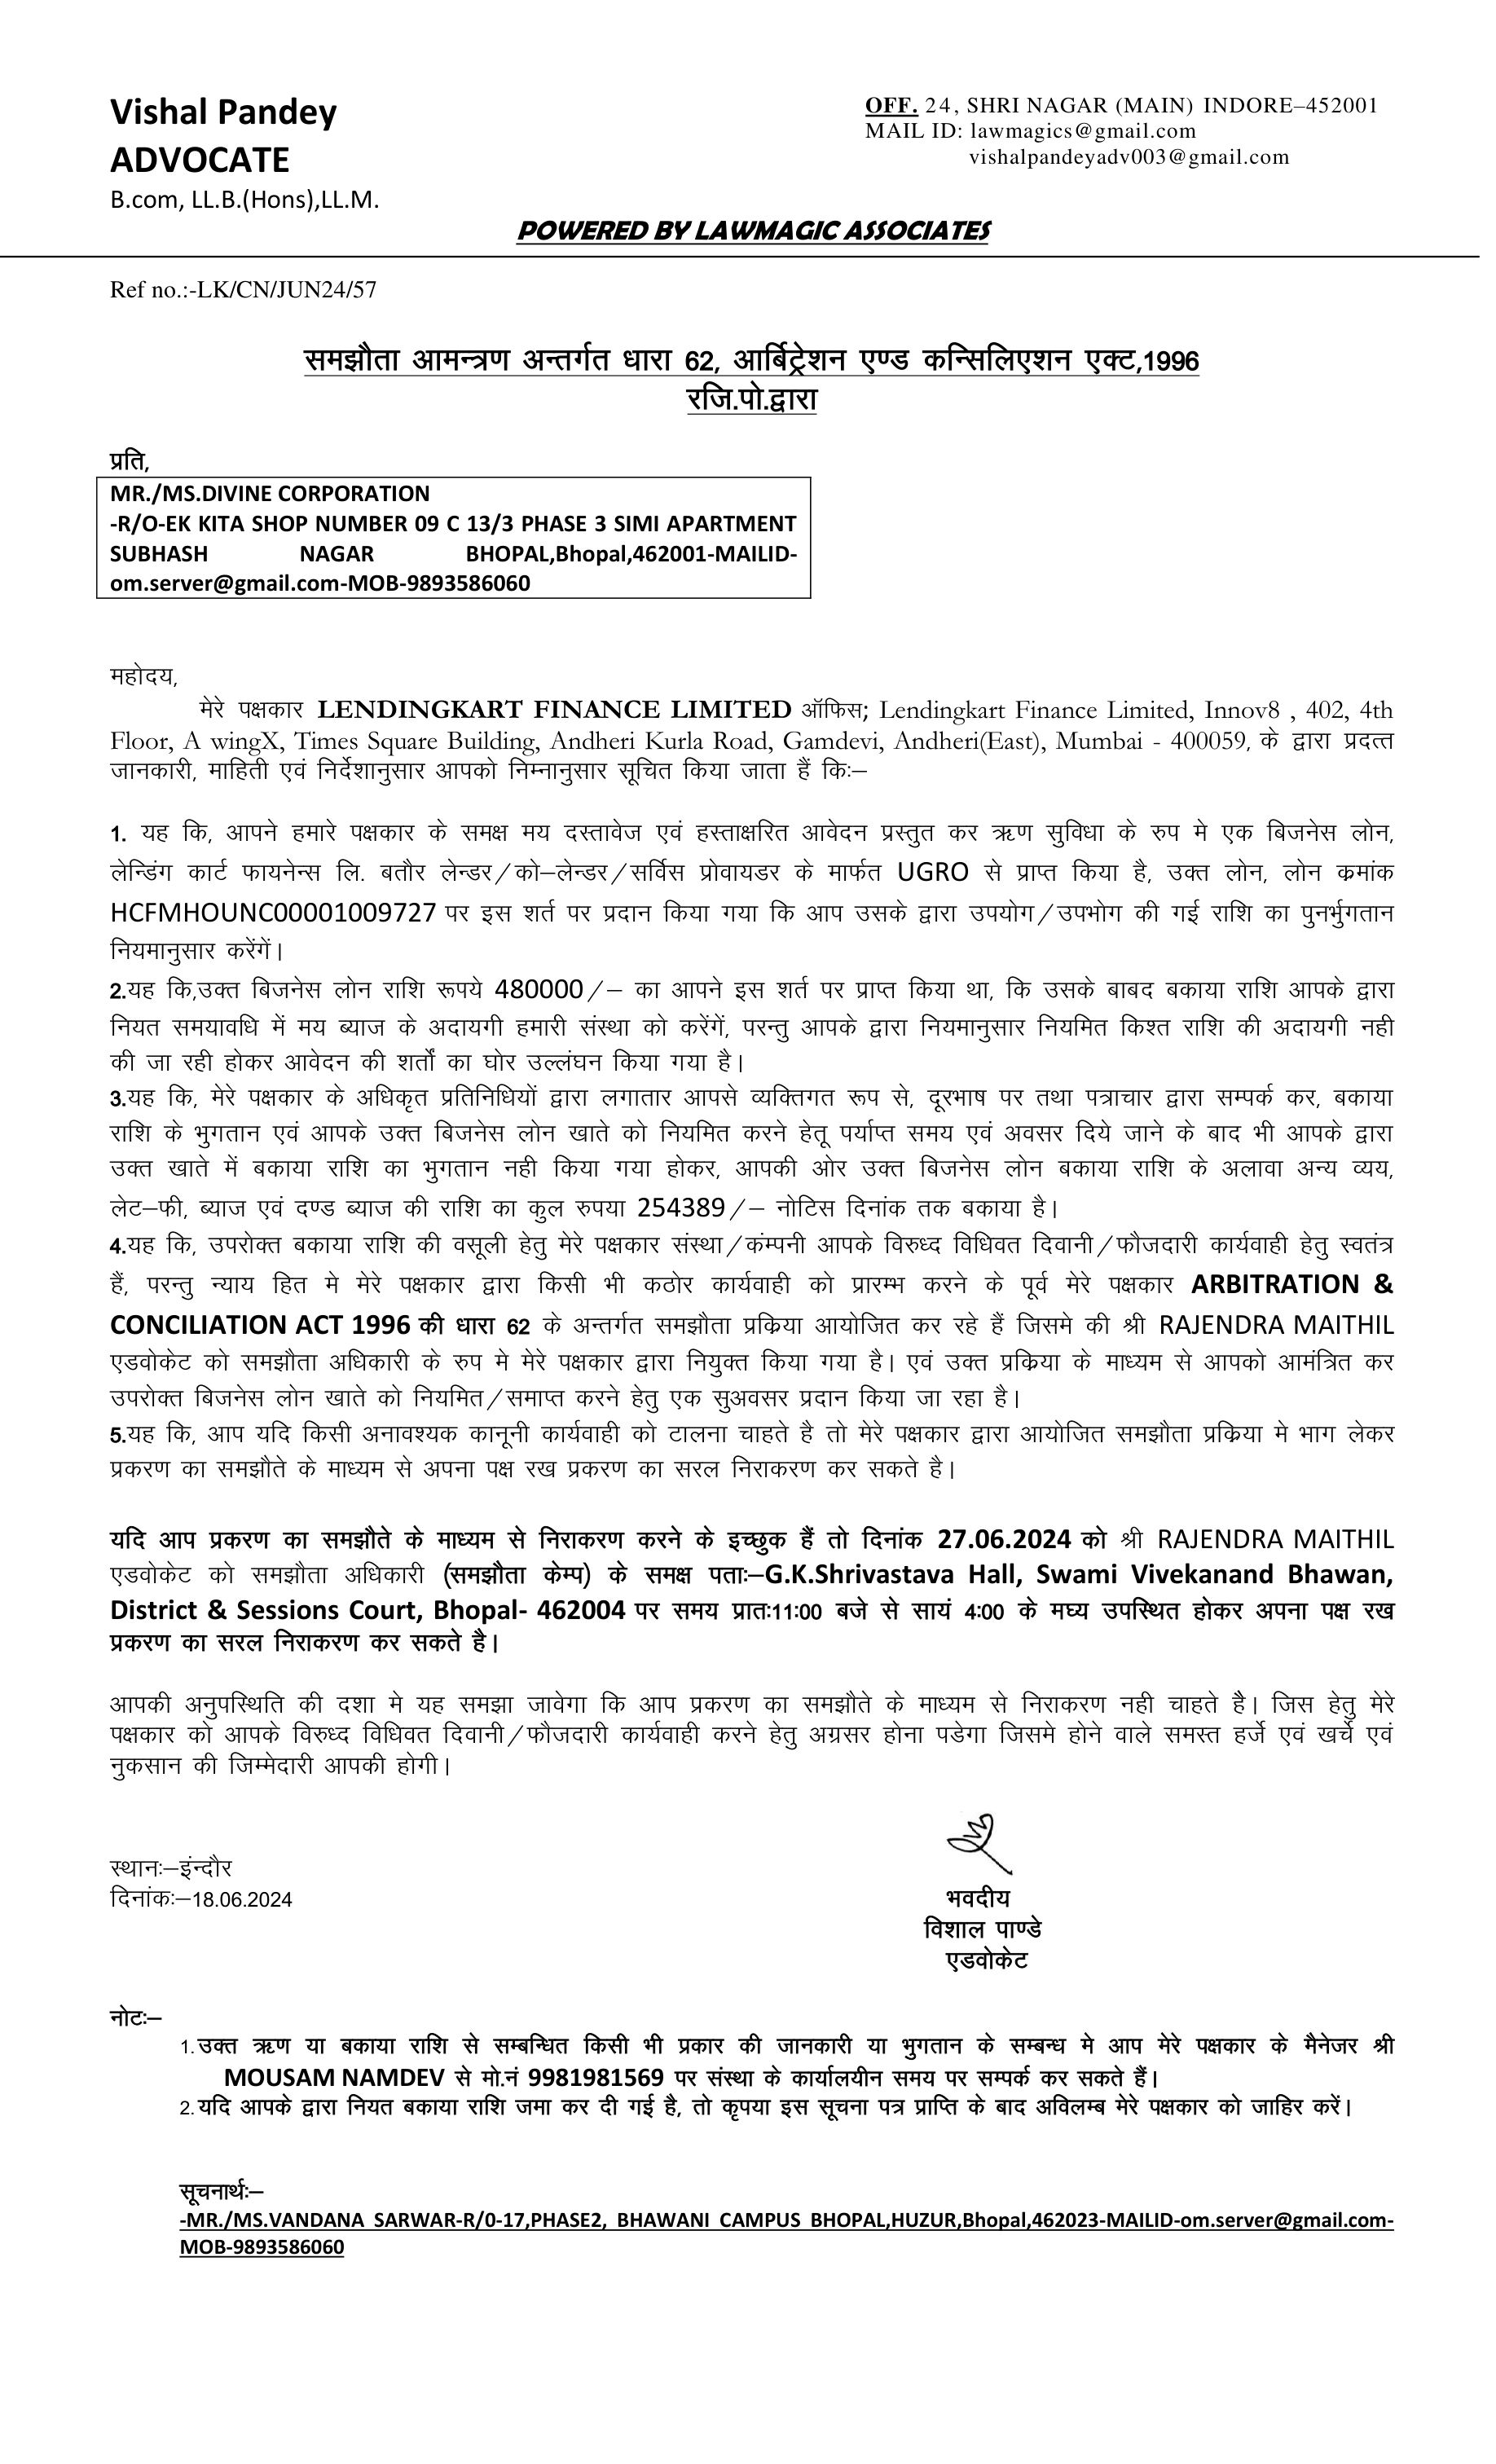 Vishal Pandey
ADVOCATE
B.com, LL.B.(Hons),LL.M.
OFF. 24, SHRI NAGAR (MAIN) INDORE–452001
MAIL ID: lawmagics@gmail.com
vishalpandeyadv003@gmail.com
POWERED BY LAWMAGIC ASSOCIATES
Ref no.:-LK/CN/JUN24/57
समझौता आमन्त्रण अन्तर्गत धारा 62, आर्बिट्रेशन एण्ड कन्सिलिएशन एक्ट,1996
रजि.पो.द्वारा
प्रति,
MR./MS.DIVINE CORPORATION
-R/O-EK KITA SHOP NUMBER 09 C 13/3 PHASE 3 SIMI APARTMENT
SUBHASH NAGAR BHOPAL,Bhopal,462001-MAILID-
om.server@gmail.com-MOB-9893586060
महोदय,
मेरे पक्षकार LENDINGKART FINANCE LIMITED ऑफिस; Lendingkart Finance Limited, Innov8 , 402, 4th
Floor, A wingX, Times Square Building, Andheri Kurla Road, Gamdevi, Andheri(East), Mumbai - 400059, के द्वारा प्रदत्त
जानकारी, माहिती एवं निर्देशानुसार आपको निम्नानुसार सूचित किया जाता हैं किः–
1. यह कि, आपने हमारे पक्षकार के समक्ष मय दस्तावेज एवं हस्ताक्षरित आवेदन प्रस्तुत कर ऋण सुविधा के रुप मे एक बिजनेस लोन,
लेन्डिंग कार्ट फायनेन्स लि. बतौर लेन्डर/को–लेन्डर/सर्विस प्रोवायडर के मार्फत UGRO से प्राप्त किया है, उक्त लोन, लोन क्रमांक
HCFMHOUNC00001009727 पर इस शर्त पर प्रदान किया गया कि आप उसके द्वारा उपयोग/उपभोग की गई राशि का पुनर्भुगतान
नियमानुसार करेंगें।
2.यह कि,उक्त बिजनेस लोन राशि रूपये 480000/– का आपने इस शर्त पर प्राप्त किया था, कि उसके बाबद बकाया राशि आपके द्वारा
नियत समयावधि में मय ब्याज के अदायगी हमारी संस्था को करेंगें, परन्तु आपके द्वारा नियमानुसार नियमित किश्त राशि की अदायगी नही
की जा रही होकर आवेदन की शर्तों का घोर उल्लंघन किया गया है।
3.यह कि, मेरे पक्षकार के अधिकृत प्रतिनिधियों द्वारा लगातार आपसे व्यक्तिगत रूप से, दूरभाष पर तथा पत्राचार द्वारा सम्पर्क कर, बकाया
राशि के भुगतान एवं आपके उक्त बिजनेस लोन खाते को नियमित करने हेतू पर्याप्त समय एवं अवसर दिये जाने के बाद भी आपके द्वारा
उक्त खाते में बकाया राशि का भुगतान नही किया गया होकर, आपकी ओर उक्त बिजनेस लोन बकाया राशि के अलावा अन्य व्यय,
लेट–फी, ब्याज एवं दण्ड ब्याज की राशि का कुल रुपया 254389/– नोटिस दिनांक तक बकाया है।
4.यह कि, उपरोक्त बकाया राशि की वसूली हेतु मेरे पक्षकार संस्था/कंम्पनी आपके विरुध्द विधिवत दिवानी/फौजदारी कार्यवाही हेतु स्वतंत्र
हैं, परन्तु न्याय हित मे मेरे पक्षकार द्वारा किसी भी कठोर कार्यवाही को प्रारम्भ करने के पूर्व मेरे पक्षकार ARBITRATION &
CONCILIATION ACT 1996 की धारा 62 के अन्तर्गत समझौता प्रक्रिया आयोजित कर रहे हैं जिसमे की श्री RAJENDRA MAITHIL
एडवोकेट को समझौता अधिकारी के रुप मे मेरे पक्षकार द्वारा नियुक्त किया गया है। एवं उक्त प्रक्रिया के माध्यम से आपको आमंत्रित कर
उपरोक्त बिजनेस लोन खाते को नियमित/समाप्त करने हेतु एक सुअवसर प्रदान किया जा रहा है।
5.यह कि, आप यदि किसी अनावश्यक कानूनी कार्यवाही को टालना चाहते है तो मेरे पक्षकार द्वारा आयोजित समझौता प्रक्रिया मे भाग लेकर
प्रकरण का समझौते के माध्यम से अपना पक्ष रख प्रकरण का सरल निराकरण कर सकते है।
यदि आप प्रकरण का समझौते के माध्यम से निराकरण करने के इच्छुक हैं तो दिनांक 27.06.2024 को श्री RAJENDRA MAITHIL
एडवोकेट को समझौता अधिकारी (समझौता केम्प) के समक्ष पताः–G.K.Shrivastava Hall, Swami Vivekanand Bhawan,
District & Sessions Court, Bhopal- 462004 पर समय प्रातः11:00 बजे से सायं 4:00 के मघ्य उपस्थित होकर अपना पक्ष रख
प्रकरण का सरल निराकरण कर सकते है।
आपकी अनुपस्थिति की दशा मे यह समझा जावेगा कि आप प्रकरण का समझौते के माध्यम से निराकरण नही चाहते है। जिस हेतु मेरे
पक्षकार को आपके विरुध्द विधिवत दिवानी/फौजदारी कार्यवाही करने हेतु अग्रसर होना पडेगा जिसमे होने वाले समस्त हर्जे एवं खर्चे एवं
नुकसान की जिम्मेदारी आपकी होगी।
स्थानः–इंन्दौर
दिनांकः–18.06.2024
भवदीय
विशाल पाण्डे
एडवोकेट
नोटः–
1.उक्त ऋण या बकाया राशि से सम्बन्धित किसी भी प्रकार की जानकारी या भुगतान के सम्बन्ध मे आप मेरे पक्षकार के मैनेजर श्री
MOUSAM NAMDEV से मो.नं 9981981569 पर संस्था के कार्यालयीन समय पर सम्पर्क कर सकते हैं।
2.यदि आपके द्वारा नियत बकाया राशि जमा कर दी गई है, तो कृपया इस सूचना पत्र प्राप्ति के बाद अविलम्ब मेरे पक्षकार को जाहिर करें।
सूचनार्थः–
-MR./MS.VANDANA SARWAR-R/0-17,PHASE2, BHAWANI CAMPUS BHOPAL,HUZUR,Bhopal,462023-MAILID-om.server@gmail.com-
MOB-9893586060